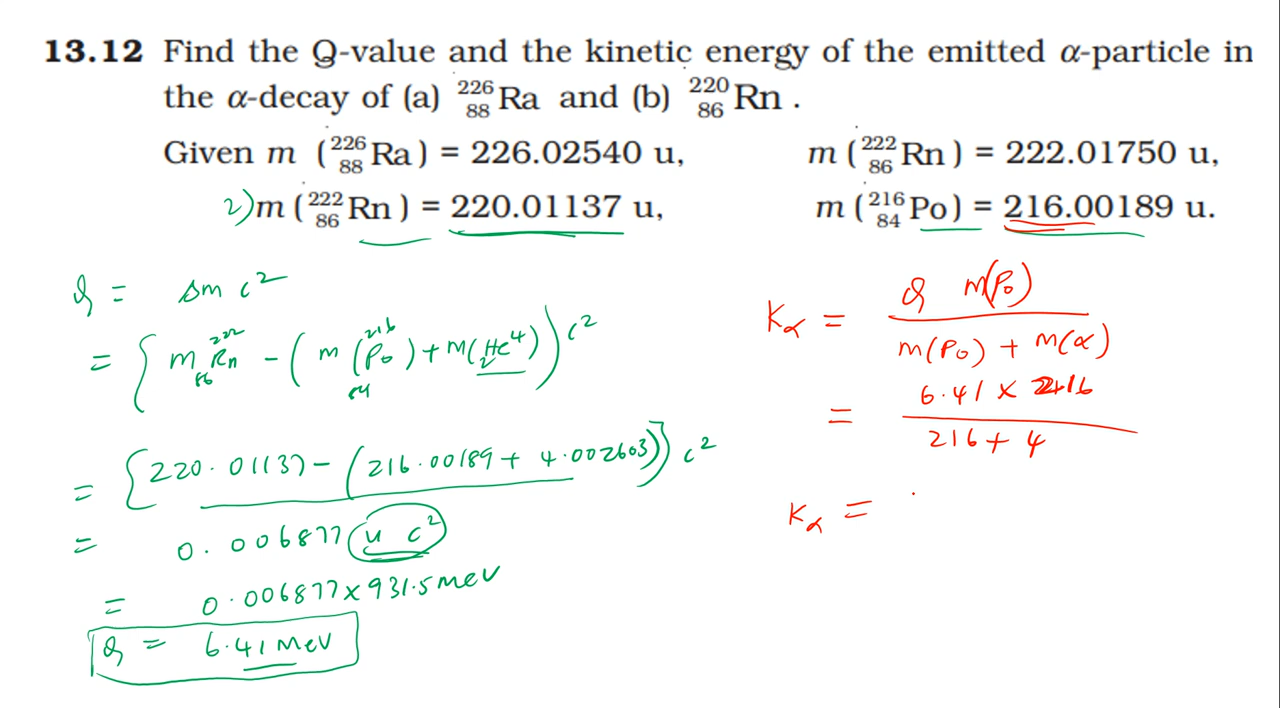 13.12 Find the Q-value and the kinetic energy of the emitted α-particle in
the α-decay of (a) ²²⁶₈₈Ra and (b) ²²⁰₈₆Rn .
Given m (²²⁶₈₈Ra) = 226.02540 u, m (²²²₈₆Rn) = 222.01750 u,
2) m (²²²₈₆Rn) = 220.01137 u, m (²¹⁶₈₄Po) = 216.00189 u.
Q = Δm c²
= { m ²²²₈₆Rn - ( m (²¹⁶₈₄Po) + m(₂He⁴) ) } c²
= { 220.01137 - (216.00189 + 4.002603) } c²
= 0.006877 u c²
= 0.006877 × 931.5 MeV
Q = 6.41 MeV
Kα = Q m(Po) / m(Po) + m(α)
= 6.41 × 216 / 216 + 4
Kα =